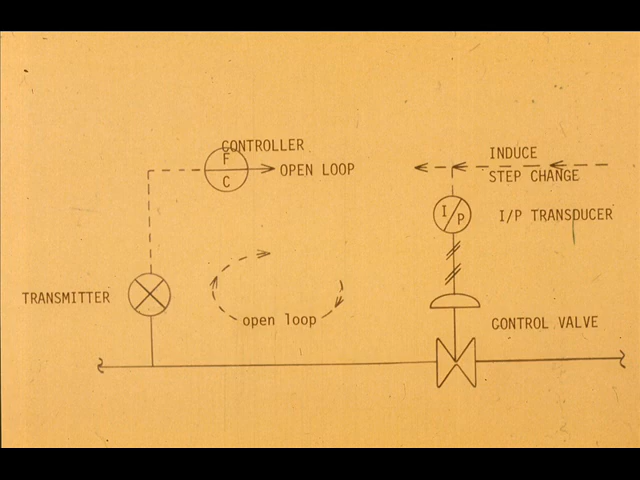 CONTROLLER
F
C
OPEN LOOP
INDUCE
STEP CHANGE
I/P
I/P TRANSDUCER
TRANSMITTER
open loop
CONTROL VALVE